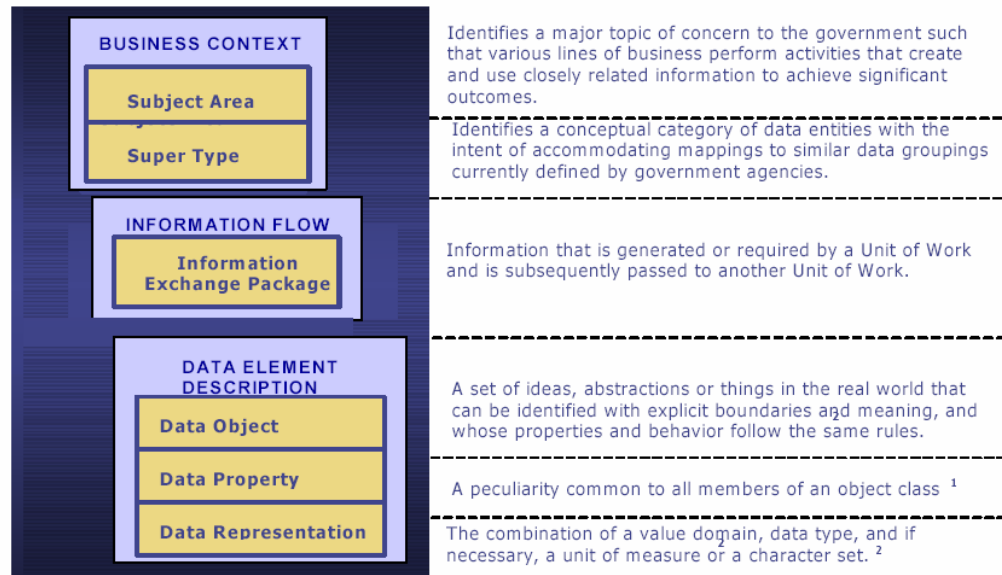 BUSINESS CONTEXT
Subject Area
Super Type
Identifies a major topic of concern to the government such
that various lines of business perform activities that create
and use closely related information to achieve significant
outcomes.
Identifies a conceptual category of data entities with the
intent of accommodating mappings to similar data groupings
currently defined by government agencies.
INFORMATION FLOW
Information
Exchange Package
Information that is generated or required by a Unit of Work
and is subsequently passed to another Unit of Work.
DATA ELEMENT
DESCRIPTION
Data Object
Data Property
Data Representation
A set of ideas, abstractions or things in the real world that
can be identified with explicit boundaries and meaning, and
2
whose properties and behavior follow the same rules.
A peculiarity common to all members of an object class 1
The combination of a value domain, data type, and if
2
necessary, a unit of measure or a character set. 2